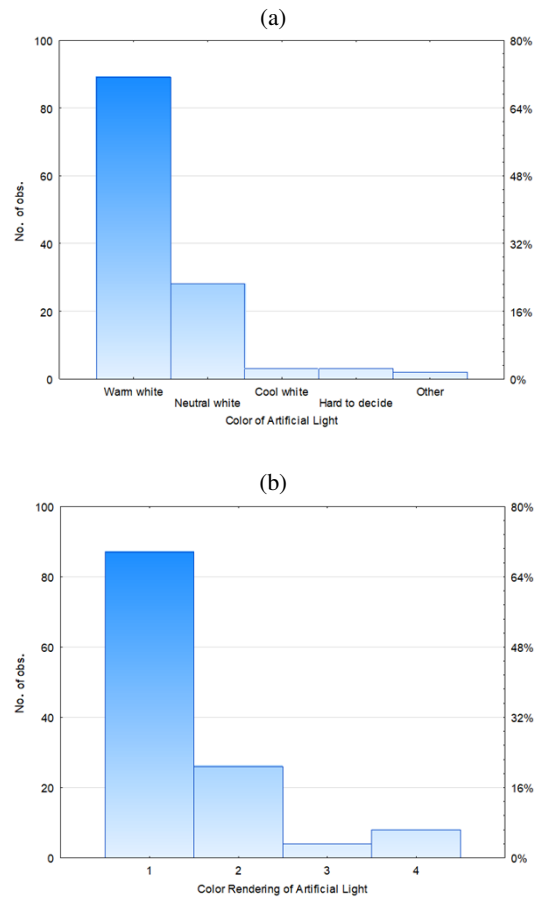 (a)
100
80
60
40
20
0
No. of obs.
80%
64%
48%
32%
16%
0%
Warm white
Neutral white
Cool white
Hard to decide
Other
Color of Artificial Light
(b)
100
80
60
40
20
0
No. of obs.
80%
64%
48%
32%
16%
0%
1 2 3 4
Color Rendering of Artificial Light